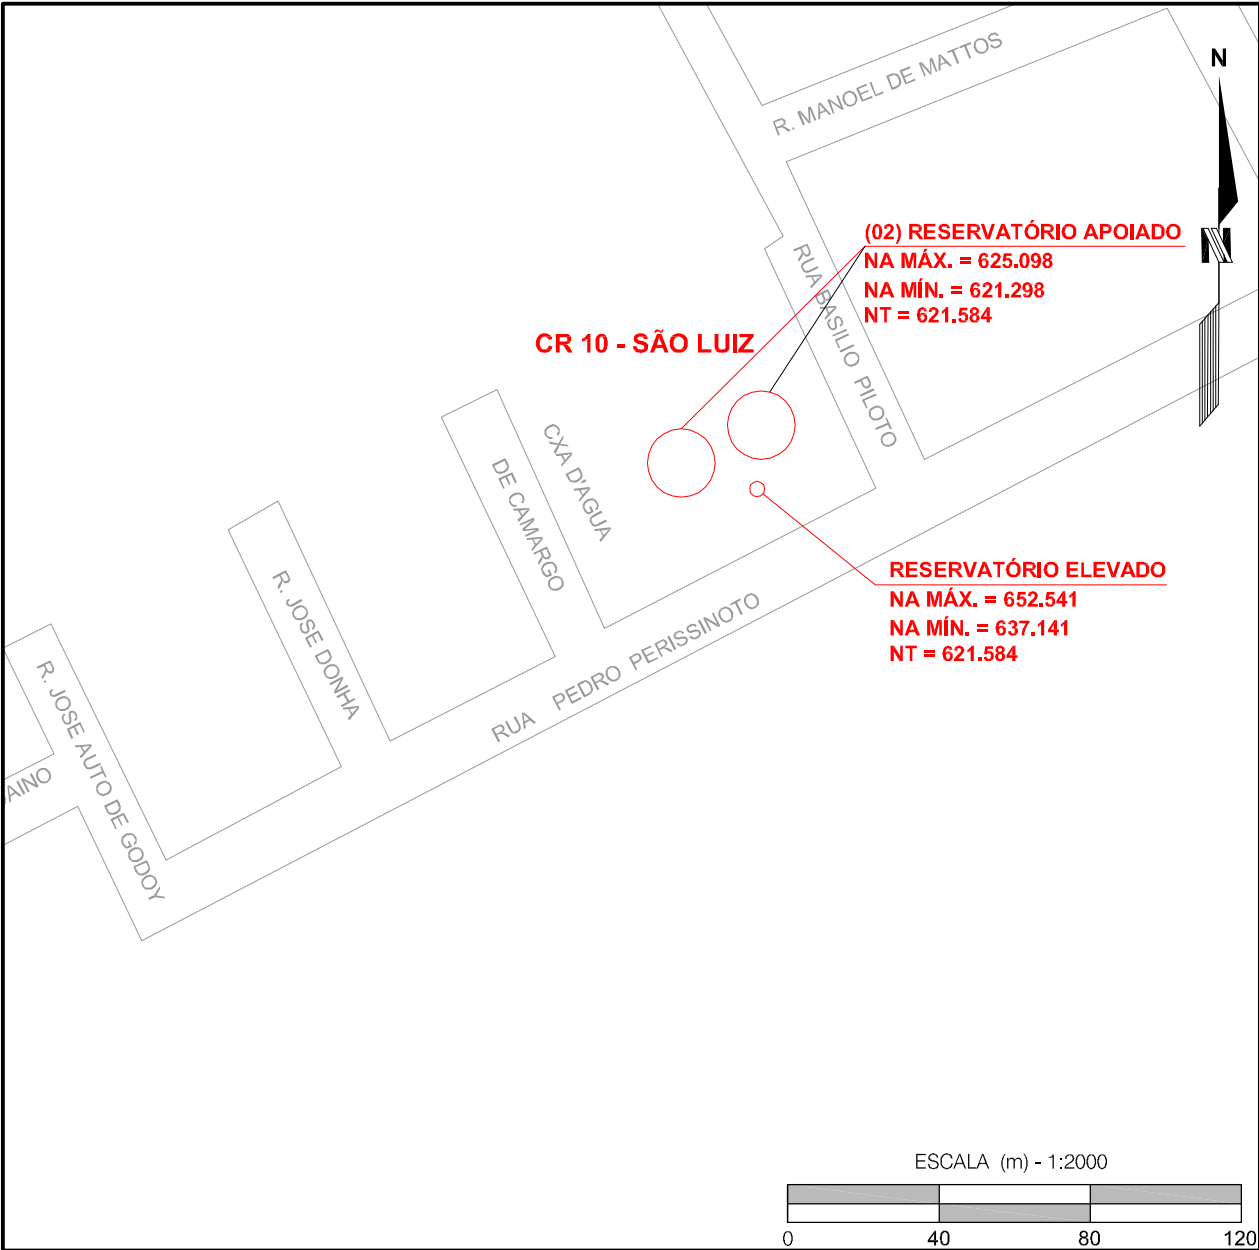 R. MANOEL DE MATTOS
N
(02) RESERVATÓRIO APOIADO
NA MÁX. = 625.098
NA MÍN. = 621.298
NT = 621.584
N
RUA BASILIO PILOTO
CR 10 - SÃO LUIZ
CXA D'AGUA
DE CAMARGO
RESERVATÓRIO ELEVADO
NA MÁX. = 652.541
NA MÍN. = 637.141
NT = 621.584
R. JOSE DONHA
RUA PEDRO PERISSINOTO
R. JOSE AUTO DE GODOY
AINO
ESCALA (m) - 1:2000
0 40 80 120